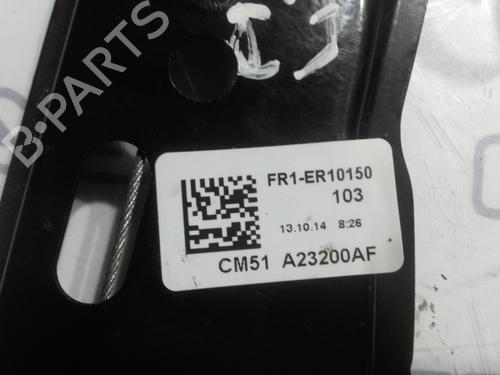 B-PARTS
FR1-ER10150
103
13.10.14 8:26
CM51 A23200AF